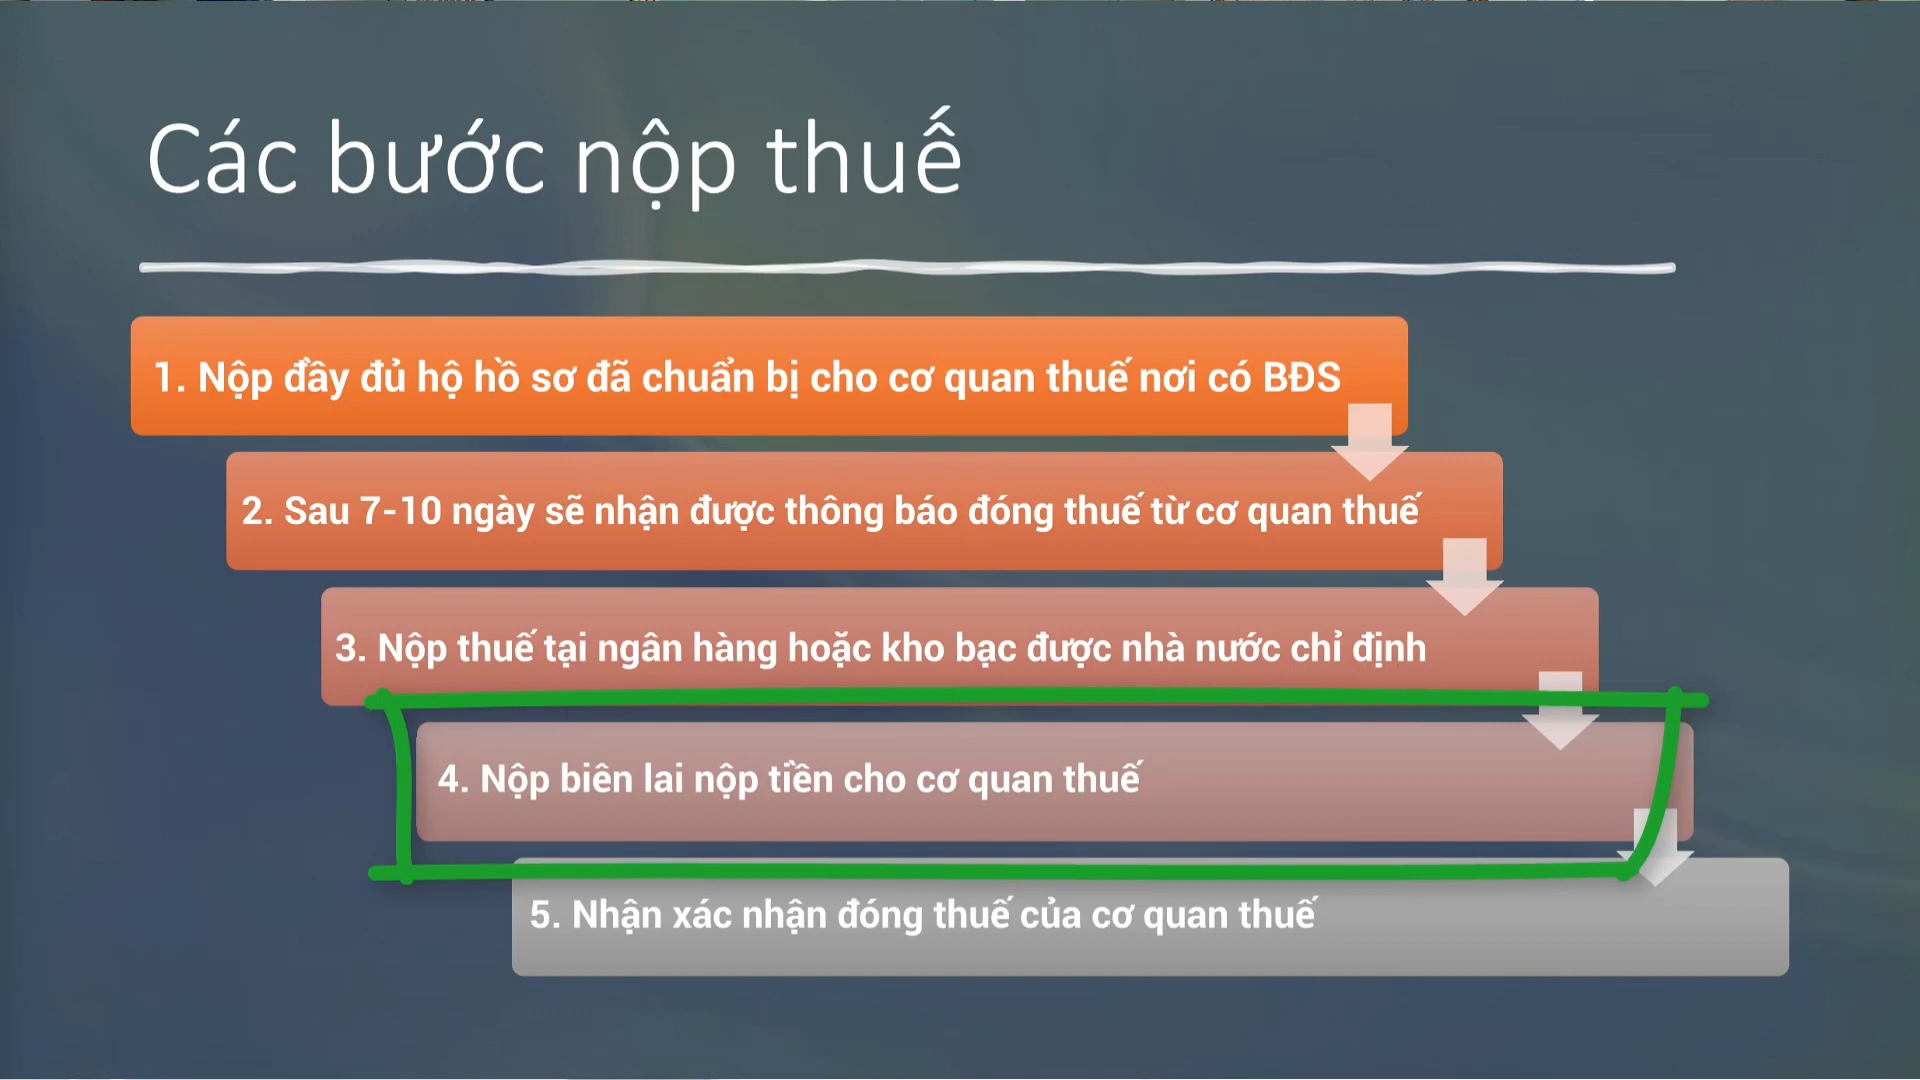 Các bước nộp thuế
1. Nộp đầy đủ hộ hồ sơ đã chuẩn bị cho cơ quan thuế nơi có BĐS
2. Sau 7-10 ngày sẽ nhận được thông báo đóng thuế từ cơ quan thuế
3. Nộp thuế tại ngân hàng hoặc kho bạc được nhà nước chỉ định
4. Nộp biên lai nộp tiền cho cơ quan thuế
5. Nhận xác nhận đóng thuế của cơ quan thuế